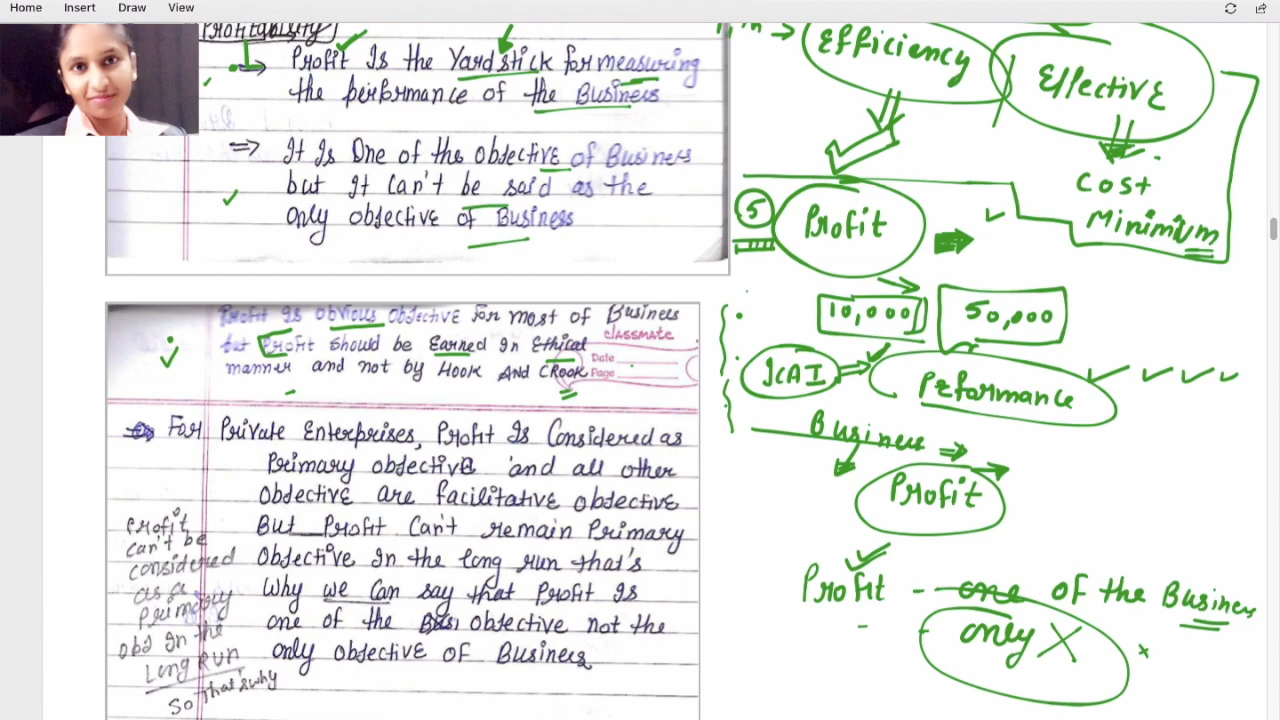 Home Insert Draw View
Profitability
⇒ Profit Is the Yardstick for measuring
the performance of the Business
⇒ It Is One of the Objective of Business
but It Can't be said as the
only objective of Business
Profit Is obvious objective for most of Business
but Profit should be Earned In Ethical
manner and not by Hook And Crook
classmate
Date
Page
For Private Enterprises, Profit Is Considered as
Primary objective and all other
Objective are facilitative objective
But Profit Can't remain Primary
Objective In the long run that's
Why we Can say that Profit Is
one of the objective not the
only objective of Business
Profit
can't be
considered
as a
Primary
obj In the
Long Run
So that's why
Efficiency
Effective
Cost
Minimium
5
Profit
10,000
50,000
ICAI ⇒ Performance
Business
Profit
Profit - one of the Business
- only X